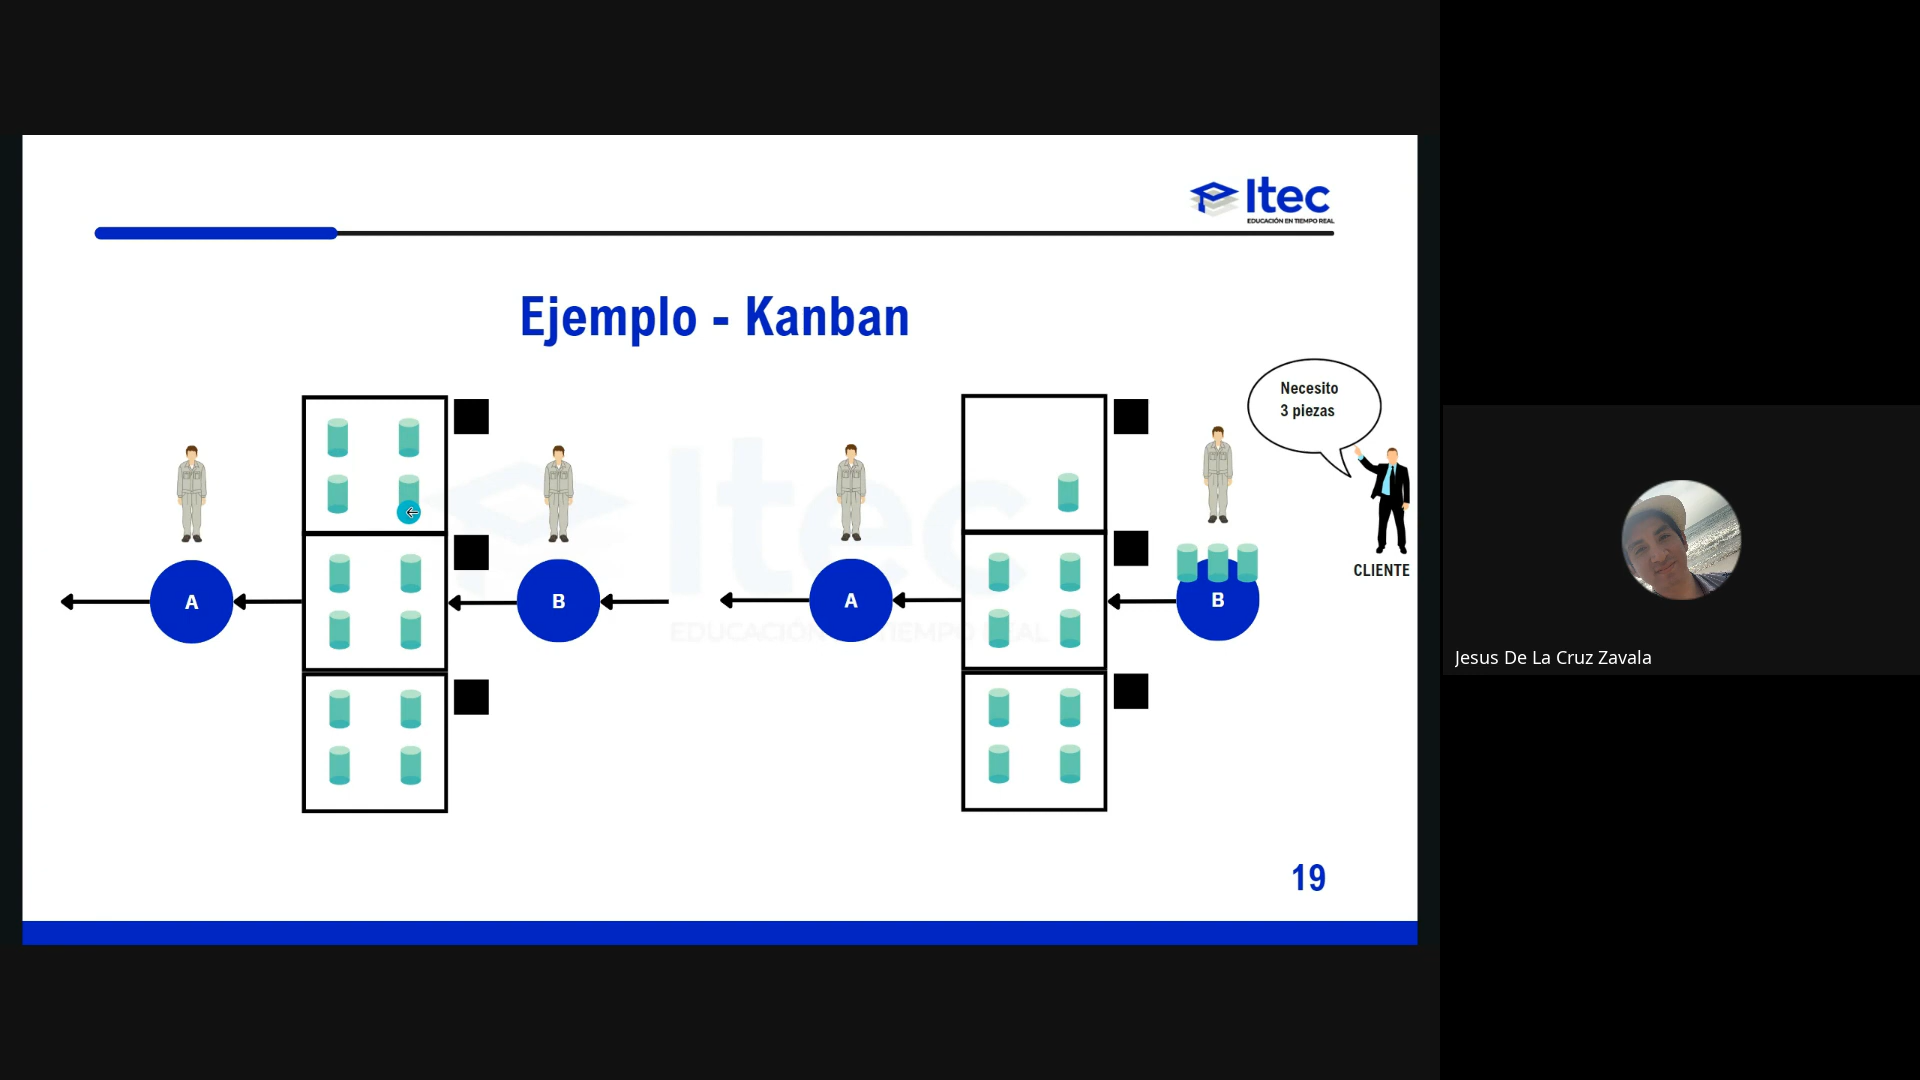 Itec
EDUCACIÓN EN TIEMPO REAL
Ejemplo - Kanban
Necesito
3 piezas
CLIENTE
A
B
A
B
Itec
EDUCACIÓN EN TIEMPO REAL
19
Jesus De La Cruz Zavala